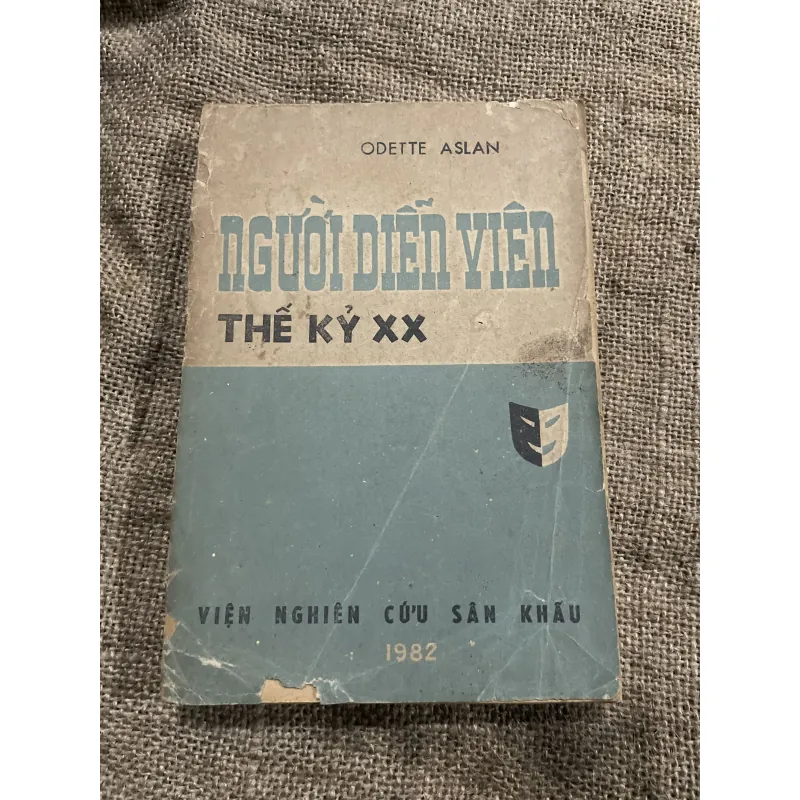 ODETTE ASLAN
NGƯỜI DIỄN VIÊN
THẾ KỶ XX
VIỆN NGHIÊN CỨU SÂN KHẤU
1982